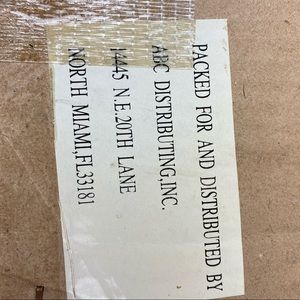 PACKED FOR AND DISTRIBUTED BY
ABC DISTRIBUTING,INC.
14445 N.E.20TH LANE
NORTH MIAMI,FL33181